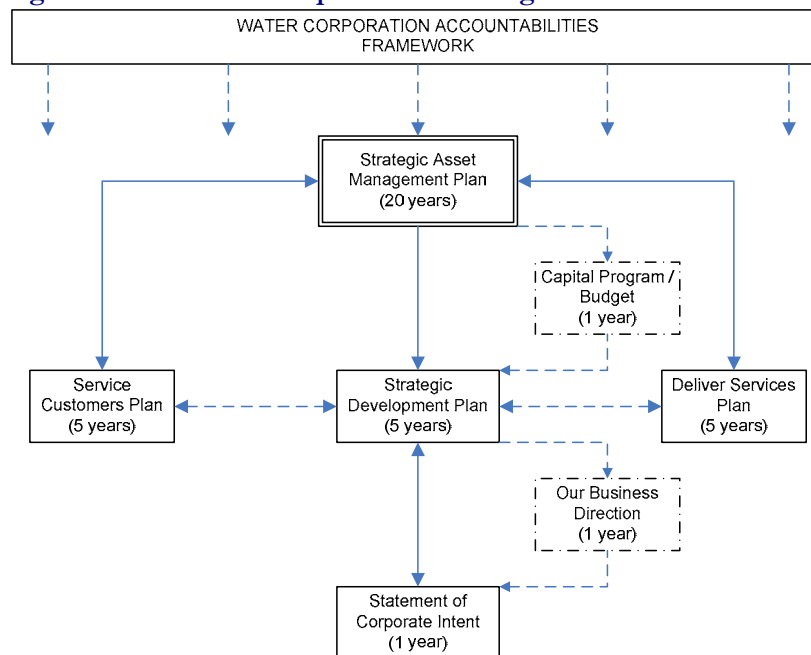 WATER CORPORATION ACCOUNTABILITIES
FRAMEWORK
Strategic Asset
Management Plan
(20 years)
Capital Program /
Budget
(1 year)
Service
Customers Plan
(5 years)
Strategic
Development Plan
(5 years)
Deliver Services
Plan
(5 years)
Our Business
Direction
(1 year)
Statement of
Corporate Intent
(1 year)